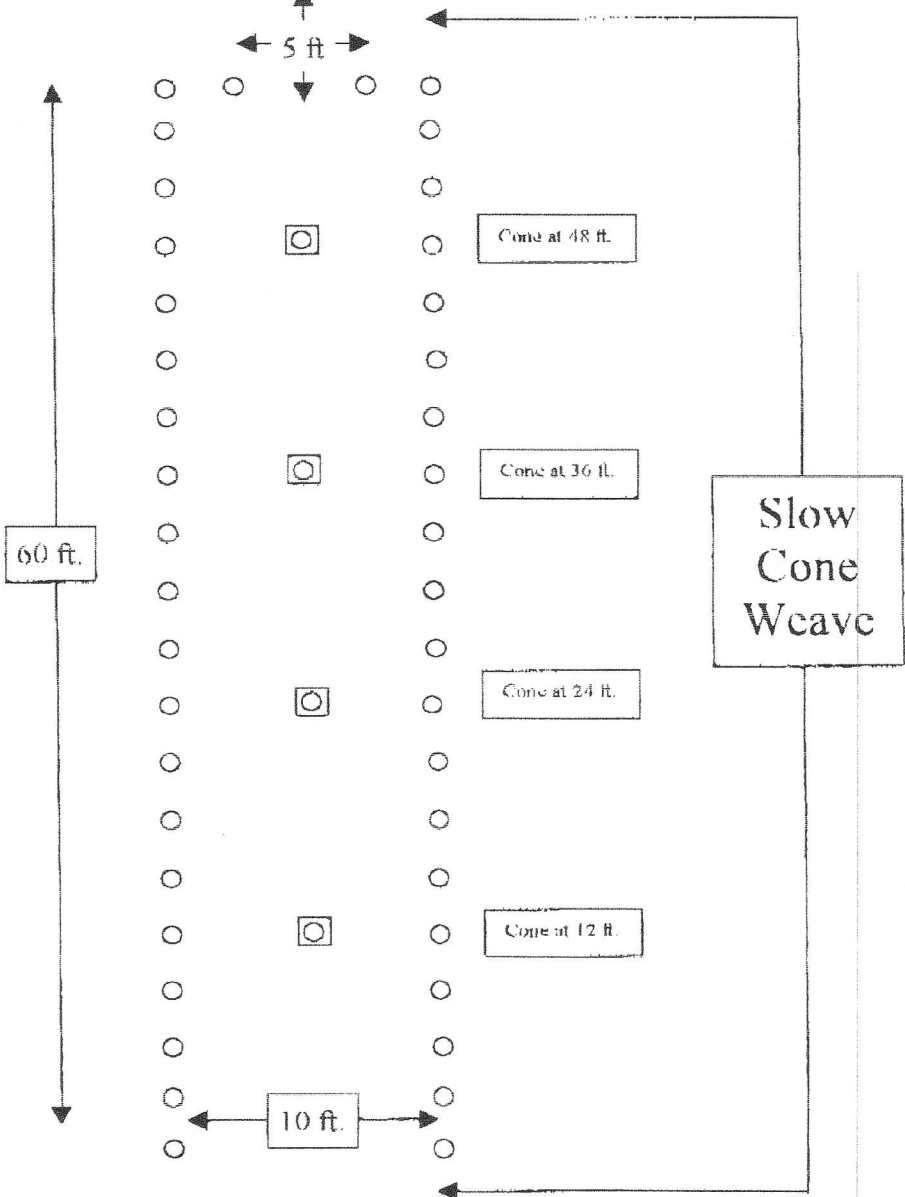 5 ft
Cone at 48 ft.
Cone at 36 ft.
60 ft.
Slow
Cone
Weave
Cone at 24 ft.
Cone at 12 ft.
10 ft.